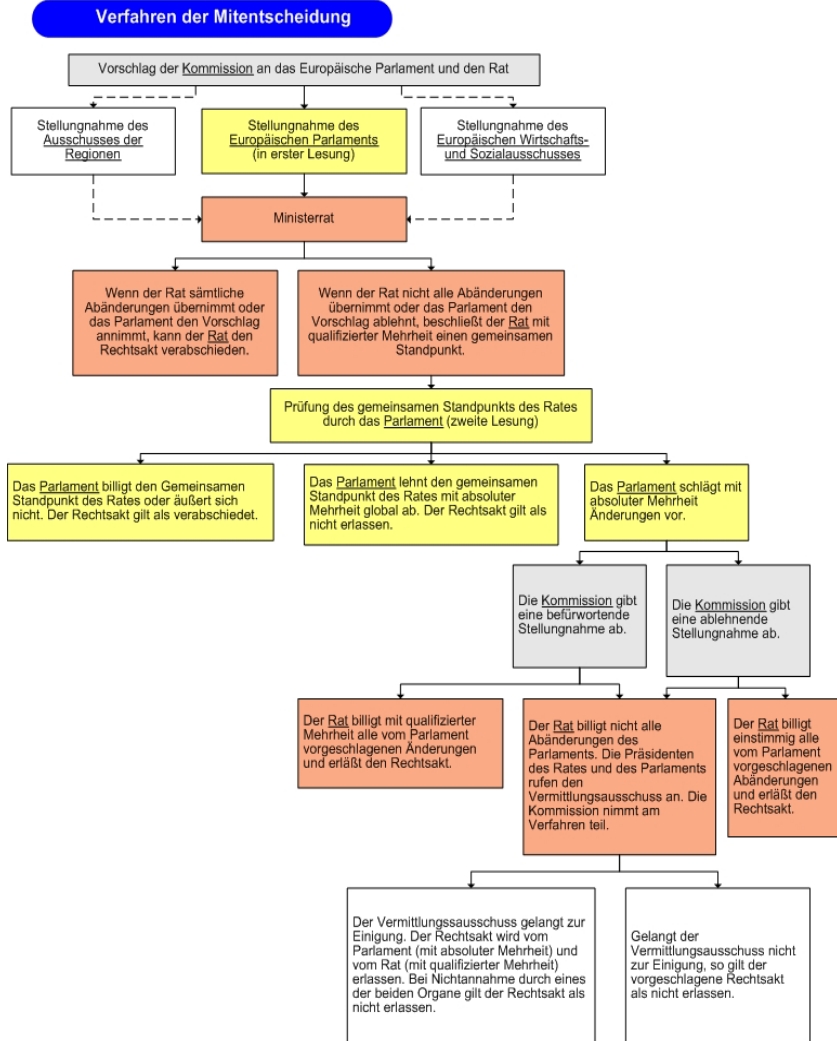 Verfahren der Mitentscheidung
Vorschlag der Kommission an das Europäische Parlament und den Rat
Stellungnahme des
Ausschusses der
Regionen
Stellungnahme des
Europäischen Parlaments
(in erster Lesung)
Stellungnahme des
Europäischen Wirtschafts-
und Sozialausschusses
Ministerrat
Wenn der Rat sämtliche
Abänderungen übernimmt oder
das Parlament den Vorschlag
annimmt, kann der Rat den
Rechtsakt verabschieden.
Wenn der Rat nicht alle Abänderungen
übernimmt oder das Parlament den
Vorschlag ablehnt, beschließt der Rat mit
qualifizierter Mehrheit einen gemeinsamen
Standpunkt.
Prüfung des gemeinsamen Standpunkts des Rates
durch das Parlament (zweite Lesung)
Das Parlament billigt den Gemeinsamen
Standpunkt des Rates oder äußert sich
nicht. Der Rechtsakt gilt als verabschiedet.
Das Parlament lehnt den gemeinsamen
Standpunkt des Rates mit absoluter
Mehrheit global ab. Der Rechtsakt gilt als
nicht erlassen.
Das Parlament schlägt mit
absoluter Mehrheit
Änderungen vor.
Die Kommission gibt
eine befürwortende
Stellungnahme ab.
Die Kommission gibt
eine ablehnende
Stellungnahme ab.
Der Rat billigt mit qualifizierter
Mehrheit alle vom Parlament
vorgeschlagenen Änderungen
und erläßt den Rechtsakt.
Der Rat billigt nicht alle
Abänderungen des
Parlaments. Die Präsidenten
des Rates und des Parlaments
rufen den
Vermittlungsausschuss an. Die
Kommission nimmt am
Verfahren teil.
Der Rat billigt
einstimmig alle
vom Parlament
vorgeschlagenen
Abänderungen
und erläßt den
Rechtsakt.
Der Vermittlungssausschuss gelangt zur
Einigung. Der Rechtsakt wird vom
Parlament (mit absoluter Mehrheit) und
vom Rat (mit qualifizierter Mehrheit)
erlassen. Bei Nichtannahme durch eines
der beiden Organe gilt der Rechtsakt als
nicht erlassen.
Gelangt der
Vermittlungsausschuss nicht
zur Einigung, so gilt der
vorgeschlagene Rechtsakt
als nicht erlassen.